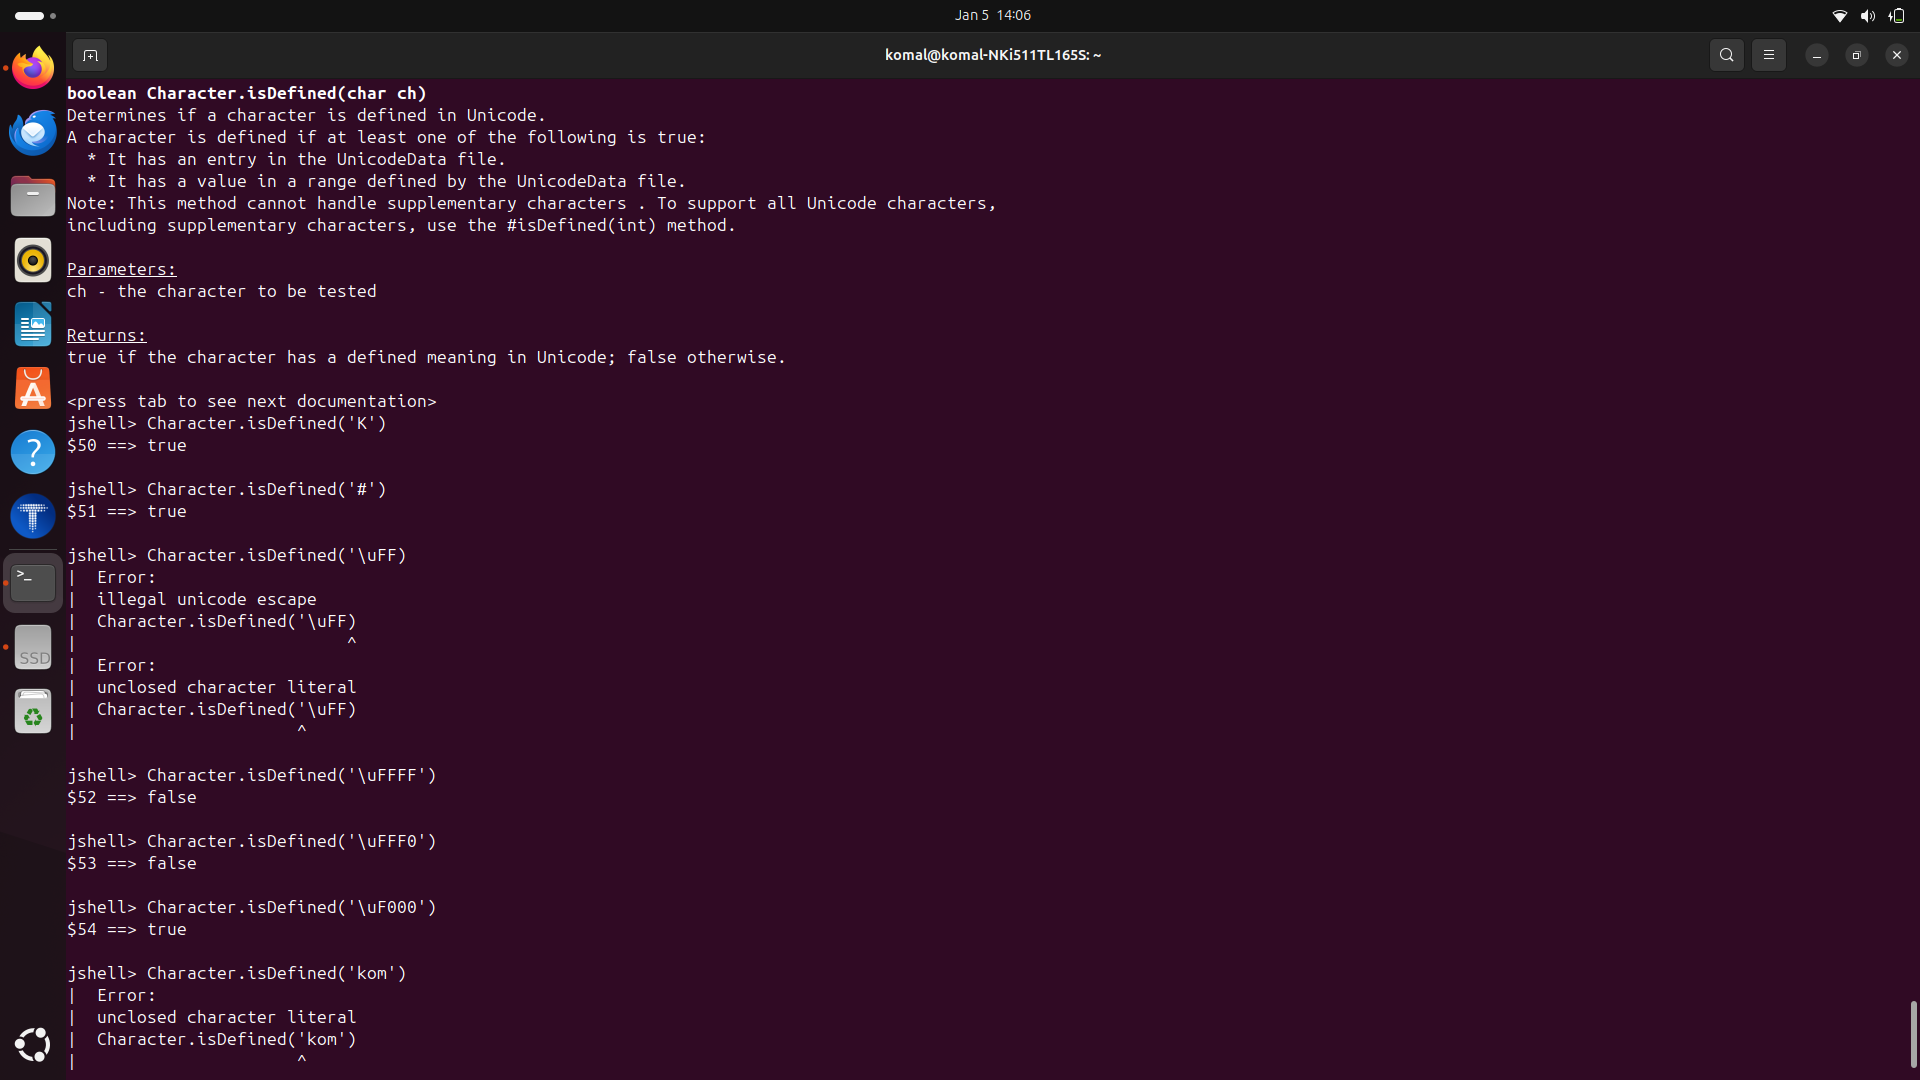 Jan 5 14:06
komal@komal-NKi511TL165S: ~
boolean Character.isDefined(char ch)
Determines if a character is defined in Unicode.
A character is defined if at least one of the following is true:
  * It has an entry in the UnicodeData file.
  * It has a value in a range defined by the UnicodeData file.
Note: This method cannot handle supplementary characters . To support all Unicode characters,
including supplementary characters, use the #isDefined(int) method.
Parameters:
ch - the character to be tested
Returns:
true if the character has a defined meaning in Unicode; false otherwise.
<press tab to see next documentation>
jshell> Character.isDefined('K')
$50 ==> true
jshell> Character.isDefined('#')
$51 ==> true
jshell> Character.isDefined('\uFF)
|  Error:
|  illegal unicode escape
|  Character.isDefined('\uFF)
|                           ^
|  Error:
|  unclosed character literal
|  Character.isDefined('\uFF)
|                      ^
jshell> Character.isDefined('\uFFFF')
$52 ==> false
jshell> Character.isDefined('\uFFF0')
$53 ==> false
jshell> Character.isDefined('\uF000')
$54 ==> true
jshell> Character.isDefined('kom')
|  Error:
|  unclosed character literal
|  Character.isDefined('kom')
|                      ^
SSD